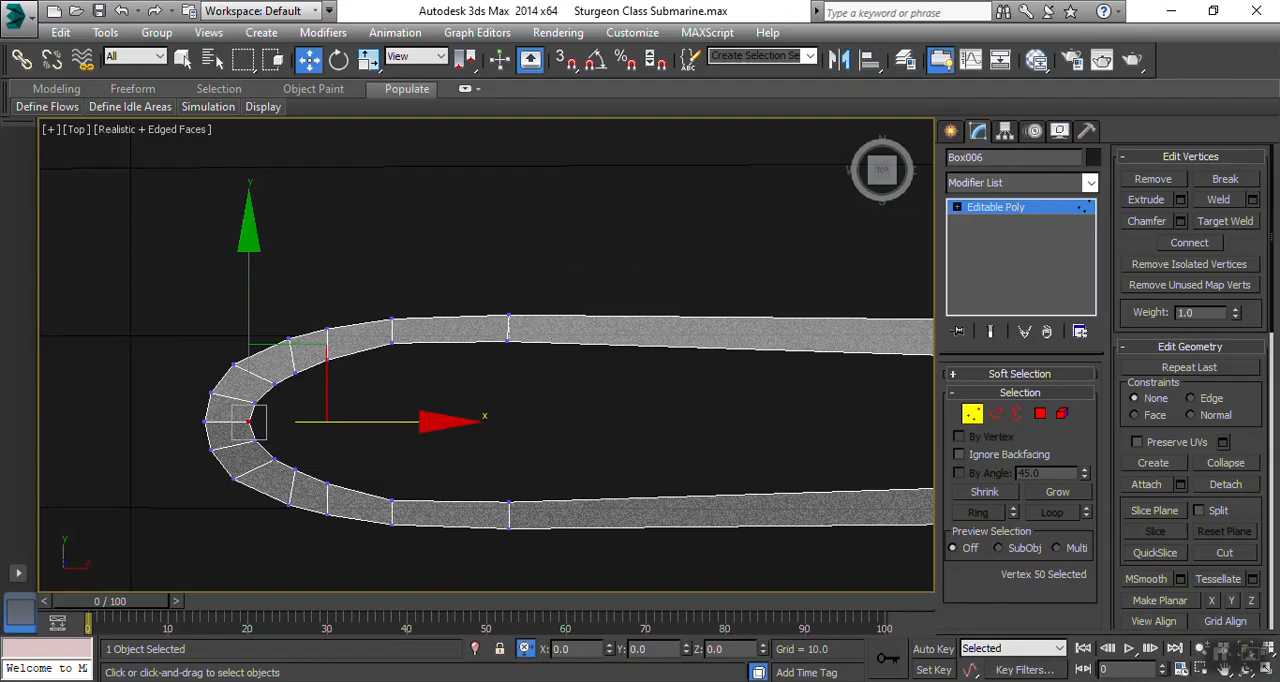 Workspace: Default
Autodesk 3ds Max 2014 x64 Sturgeon Class Submarine.max
Type a keyword or phrase
Edit Tools Group Views Create Modifiers Animation Graph Editors Rendering Customize MAXScript Help
All View 3 Create Selection Se
Modeling Freeform Selection Object Paint Populate
Define Flows Define Idle Areas Simulation Display
[+] [Top] [Realistic + Edged Faces ]
TOP
y
x
y
x
Box006
Modifier List
Editable Poly
Soft Selection
Selection
By Vertex
Ignore Backfacing
By Angle: 45.0
Shrink Grow
Ring Loop
Preview Selection
Off SubObj Multi
Vertex 50 Selected
Edit Vertices
Remove Break
Extrude Weld
Chamfer Target Weld
Connect
Remove Isolated Vertices
Remove Unused Map Verts
Weight: 1.0
Edit Geometry
Repeat Last
Constraints
None Edge
Face Normal
Preserve UVs
Create Collapse
Attach Detach
Slice Plane Split
Slice Reset Plane
QuickSlice Cut
MSmooth Tessellate
Make Planar X Y Z
View Align Grid Align
0 / 100
0 10 20 30 40 50 60 70 80 90 100
1 Object Selected X: 0.0 Y: 0.0 Z: 0.0 Grid = 10.0 Auto Key Selected
Welcome to M Click or click-and-drag to select objects Add Time Tag Set Key Key Filters... 0